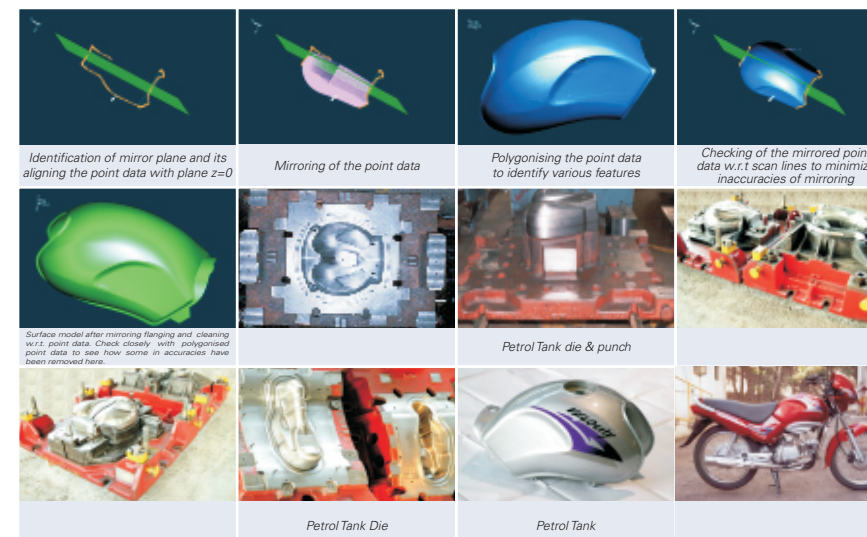 Identification of mirror plane and its
aligning the point data with plane z=0
Mirroring of the point data
Polygonising the point data
to identify various features
Checking of the mirrored poin
data w.r.t scan lines to minimiz
inaccuracies of mirroring
Surface model after mirroring flanging and cleaning
w.r.t. point data. Check closely with polygonised
point data to see how some in accuracies have
been removed here.
Petrol Tank die & punch
Velocity
Petrol Tank Die
Petrol Tank